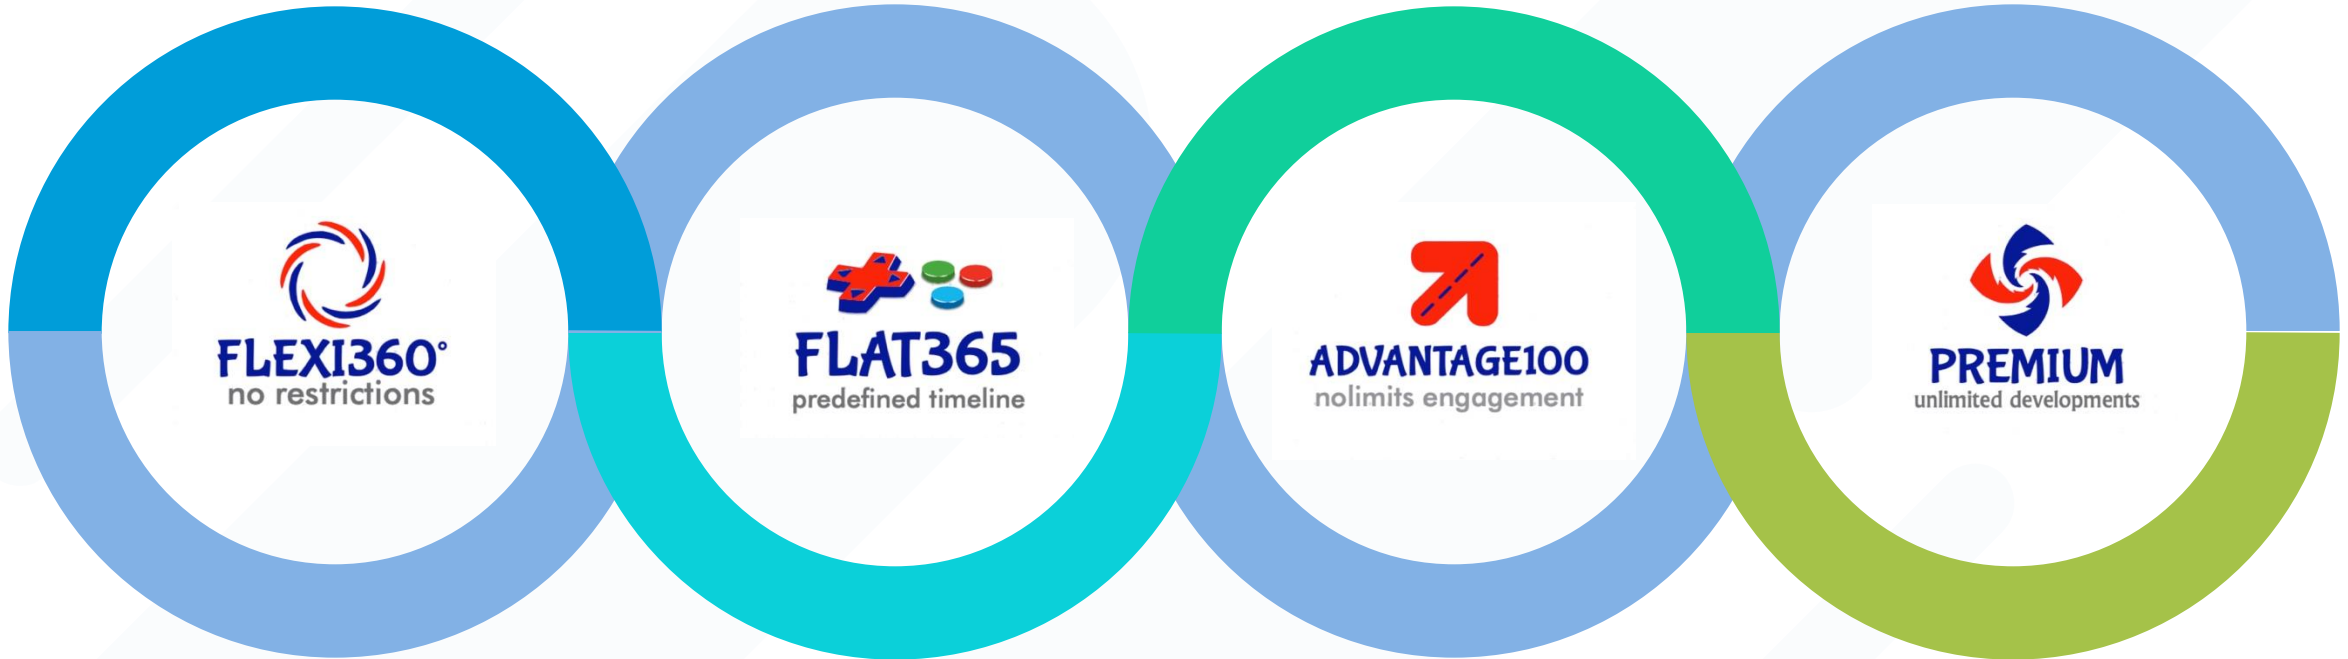 FLEXI360°
no restrictions
FLAT365
predefined timeline
ADVANTAGE100
nolimits engagement
PREMIUM
unlimited developments